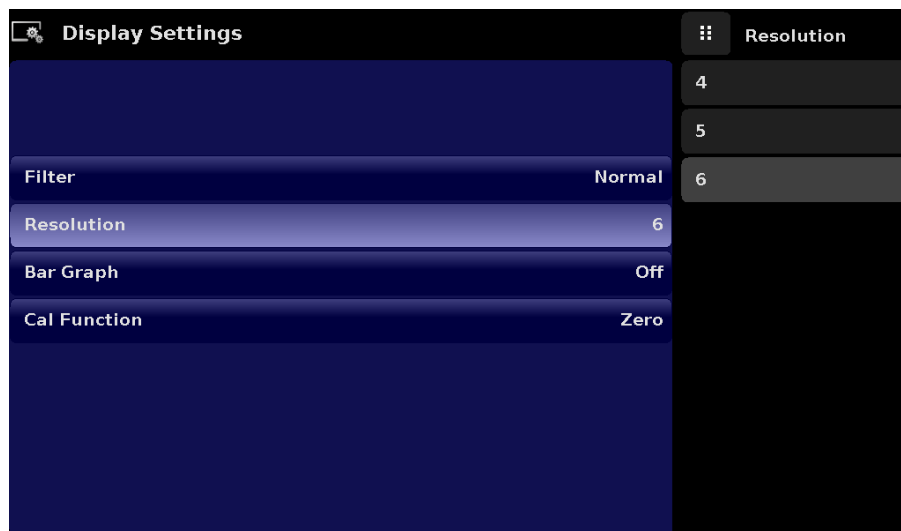 Display Settings
Filter Normal
Resolution 6
Bar Graph Off
Cal Function Zero
Resolution
4
5
6